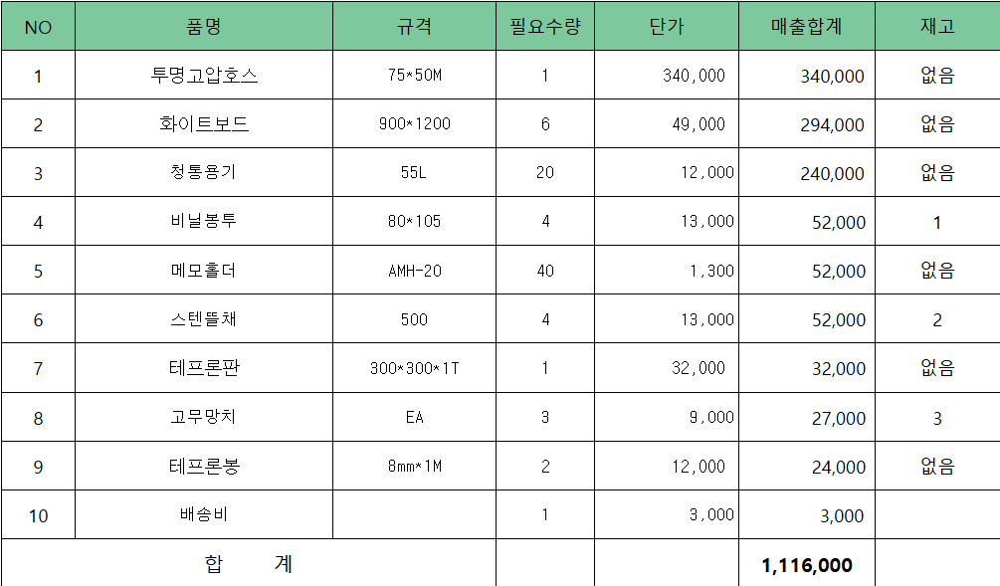 NO 품명 규격 필요수량 단가 매출합계 재고
1 투명고압호스 75*50M 1 340,000 340,000 없음
2 화이트보드 900*1200 6 49,000 294,000 없음
3 청통용기 55L 20 12,000 240,000 없음
4 비닐봉투 80*105 4 13,000 52,000 1
5 메모홀더 AMH-20 40 1,300 52,000 없음
6 스텐뜰채 500 4 13,000 52,000 2
7 테프론판 300*300*1T 1 32,000 32,000 없음
8 고무망치 EA 3 9,000 27,000 3
9 테프론봉 8mm*1M 2 12,000 24,000 없음
10 배송비 1 3,000 3,000
합 계 1,116,000